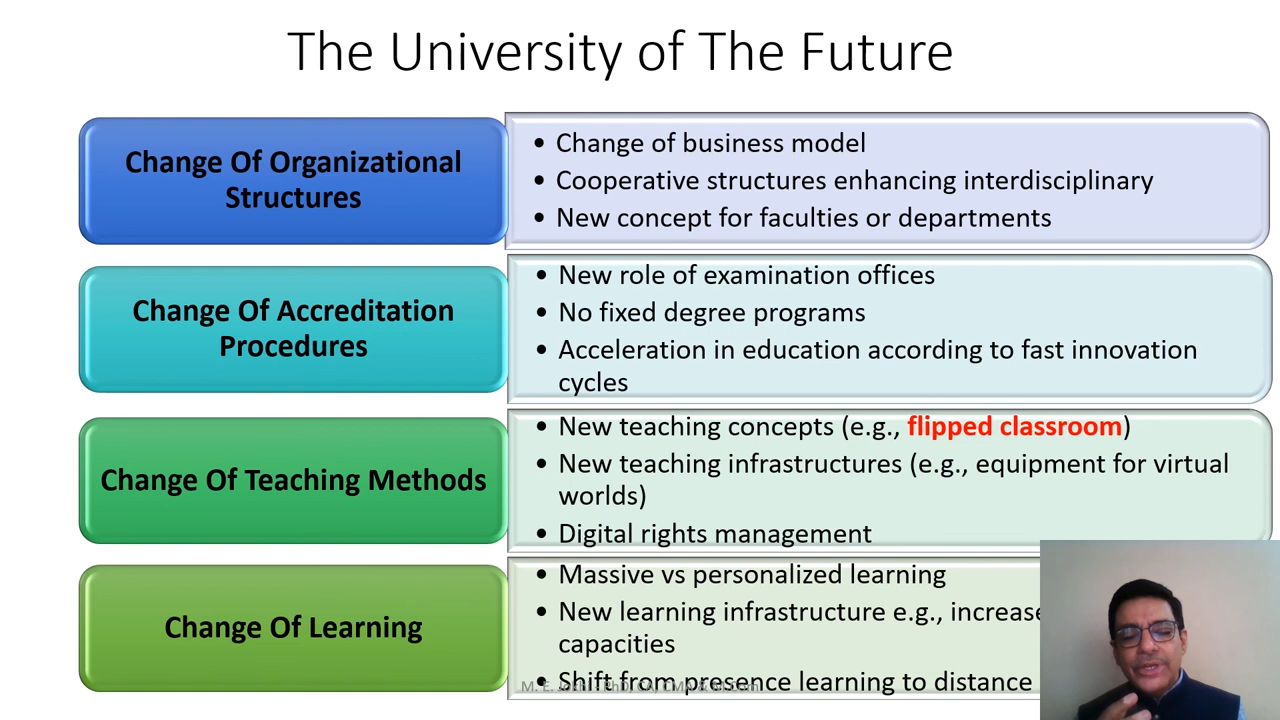 The University of The Future
Change Of Organizational
Structures
• Change of business model
• Cooperative structures enhancing interdisciplinary
• New concept for faculties or departments
Change Of Accreditation
Procedures
• New role of examination offices
• No fixed degree programs
• Acceleration in education according to fast innovation
cycles
Change Of Teaching Methods
• New teaching concepts (e.g., flipped classroom)
• New teaching infrastructures (e.g., equipment for virtual
worlds)
• Digital rights management
Change Of Learning
• Massive vs personalized learning
• New learning infrastructure e.g., increase
capacities
• Shift from presence learning to distance